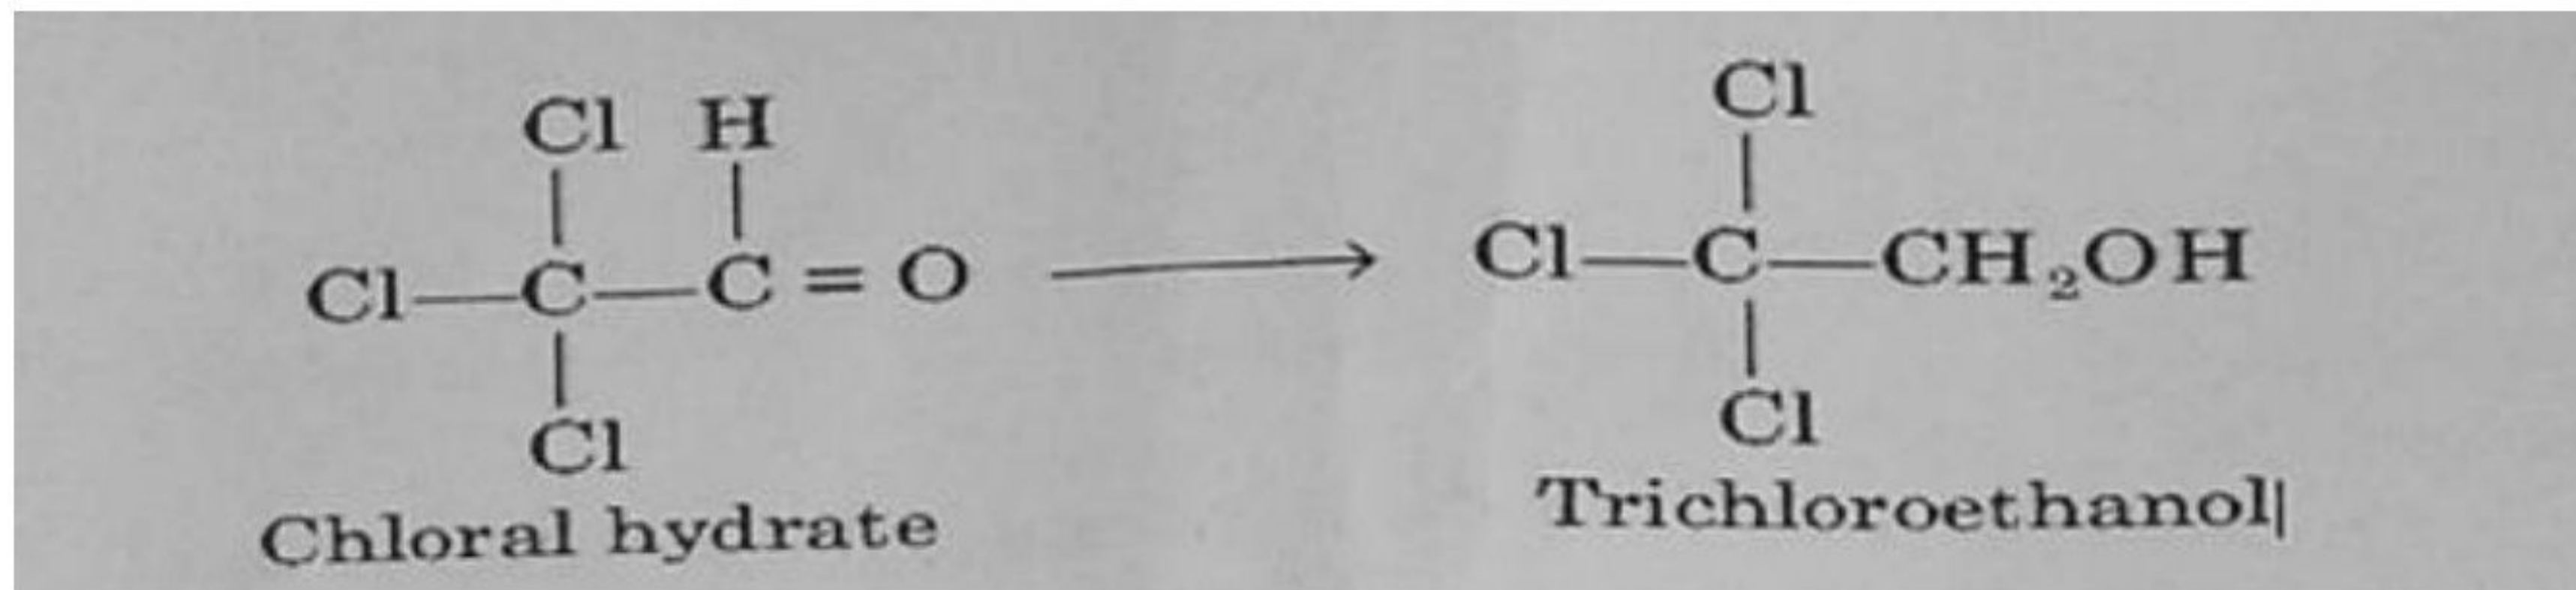 Cl
Cl H
Cl—C—C=O ⟶ Cl—C—CH₂OH
Cl
Cl
Chloral hydrate
Trichloroethanol